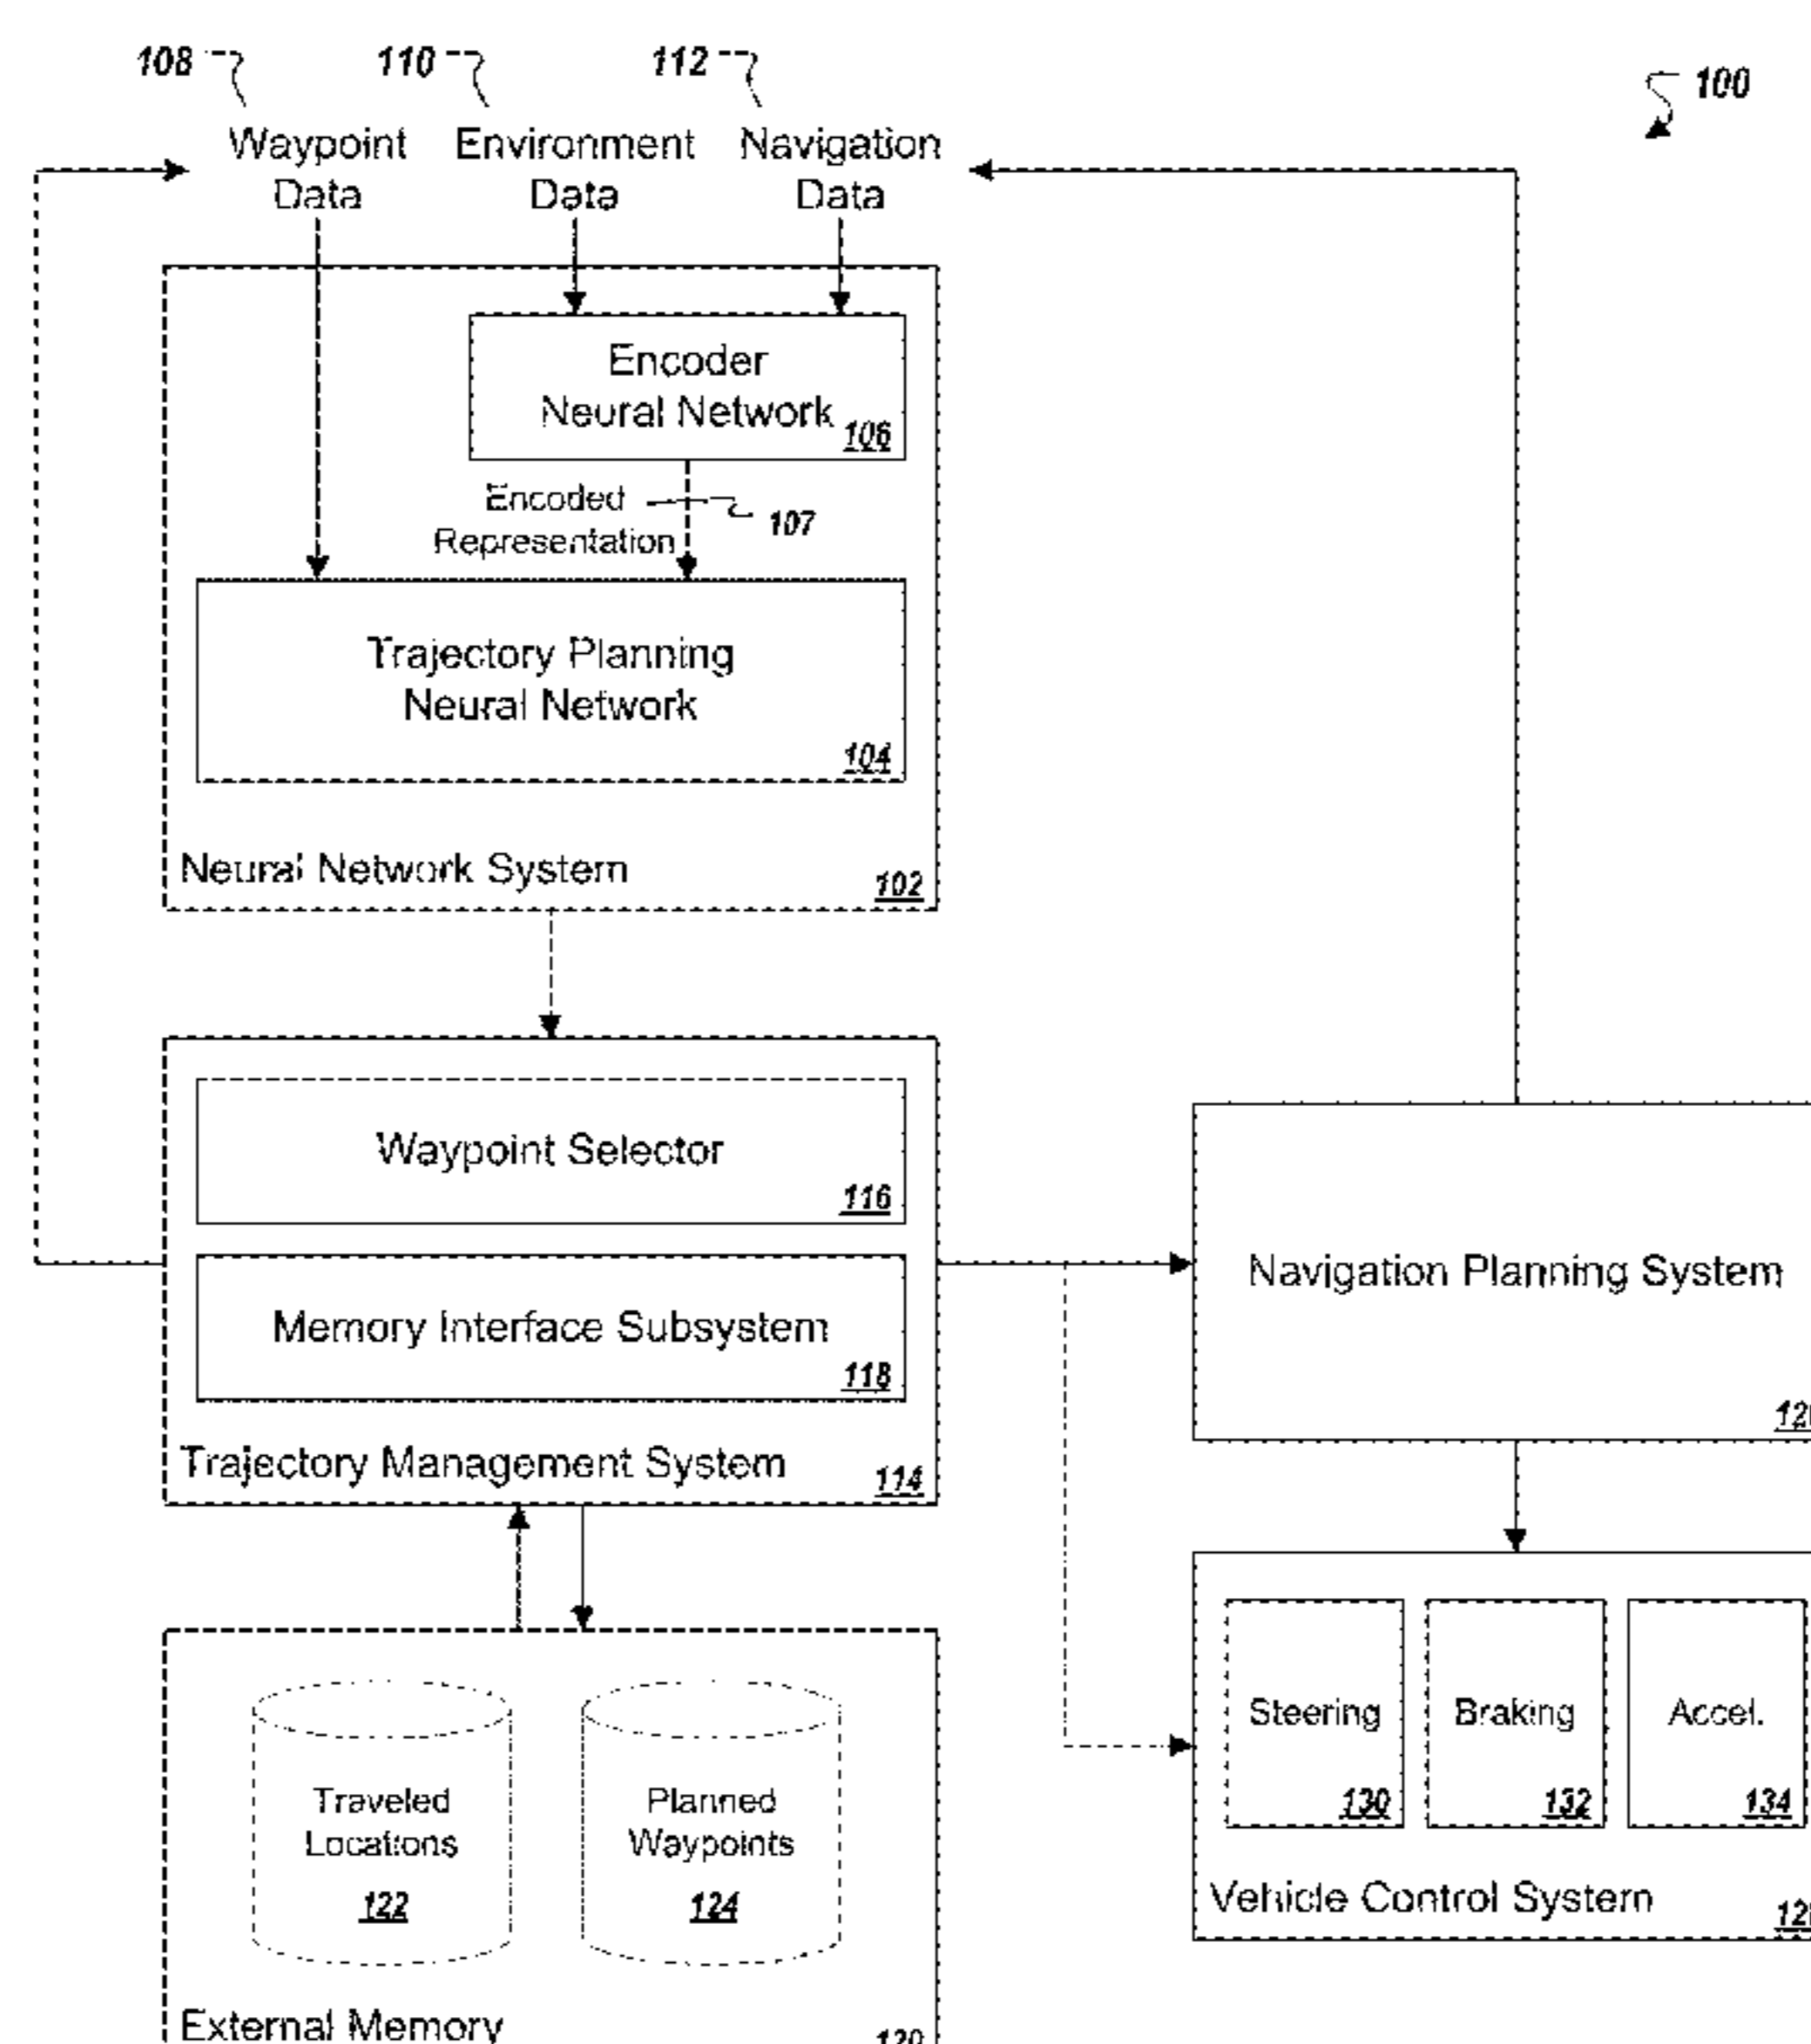 108
110
112
100
Waypoint
Data
Environment
Data
Navigation
Data
Encoder
Neural Network
106
Encoded
Representation
107
Trajectory Planning
Neural Network
104
Neural Network System
102
Waypoint Selector
116
Memory Interface Subsystem
118
Trajectory Management System
114
Navigation Planning System
Steering
130
Braking
132
Accel.
134
Vehicle Control System
Traveled
Locations
122
Planned
Waypoints
124
External Memory
120